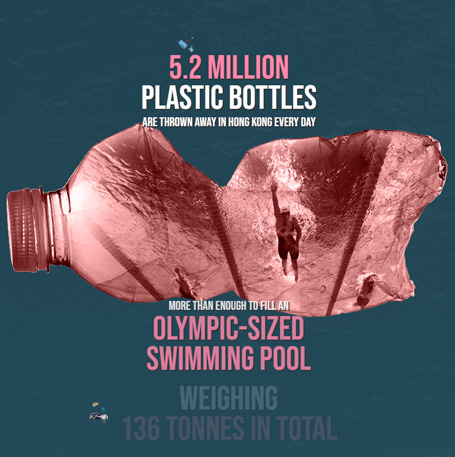 5.2 MILLION
PLASTIC BOTTLES
ARE THROWN AWAY IN HONG KONG EVERY DAY
MORE THAN ENOUGH TO FILL AN
OLYMPIC-SIZED
SWIMMING POOL
WEIGHING
136 TONNES IN TOTAL